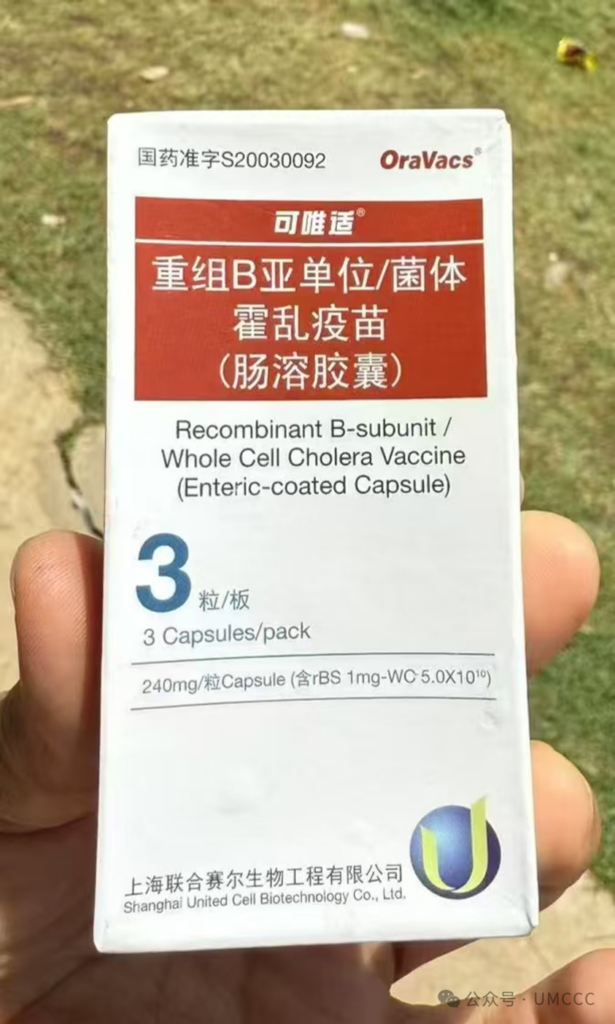 国药准字S20030092
OraVacs®
可唯适®
重组B亚单位/菌体
霍乱疫苗
(肠溶胶囊)
Recombinant B-subunit /
Whole Cell Cholera Vaccine
(Enteric-coated Capsule)
3粒/板
3 Capsules/pack
240mg/粒Capsule (含rBS 1mg-WC 5.0X10¹⁰)
上海联合赛尔生物工程有限公司
Shanghai United Cell Biotechnology Co., Ltd.
公众号 · UMCCC